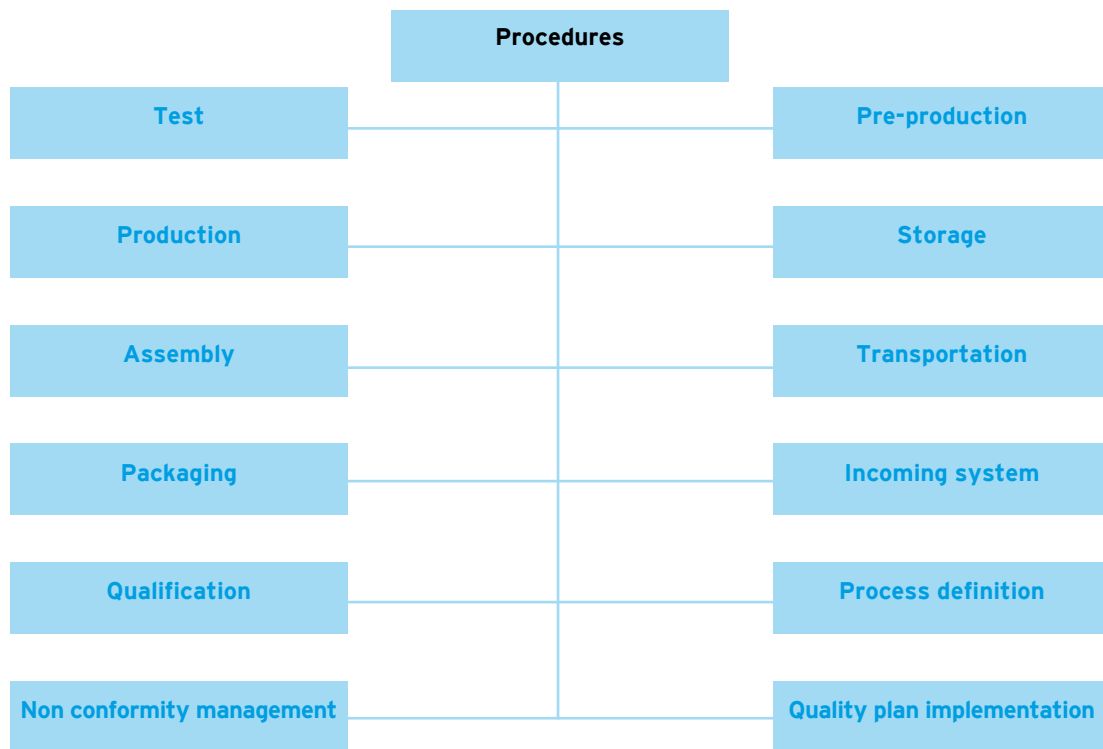 Procedures
Test
Pre-production
Production
Storage
Assembly
Transportation
Packaging
Incoming system
Qualification
Process definition
Non conformity management
Quality plan implementation